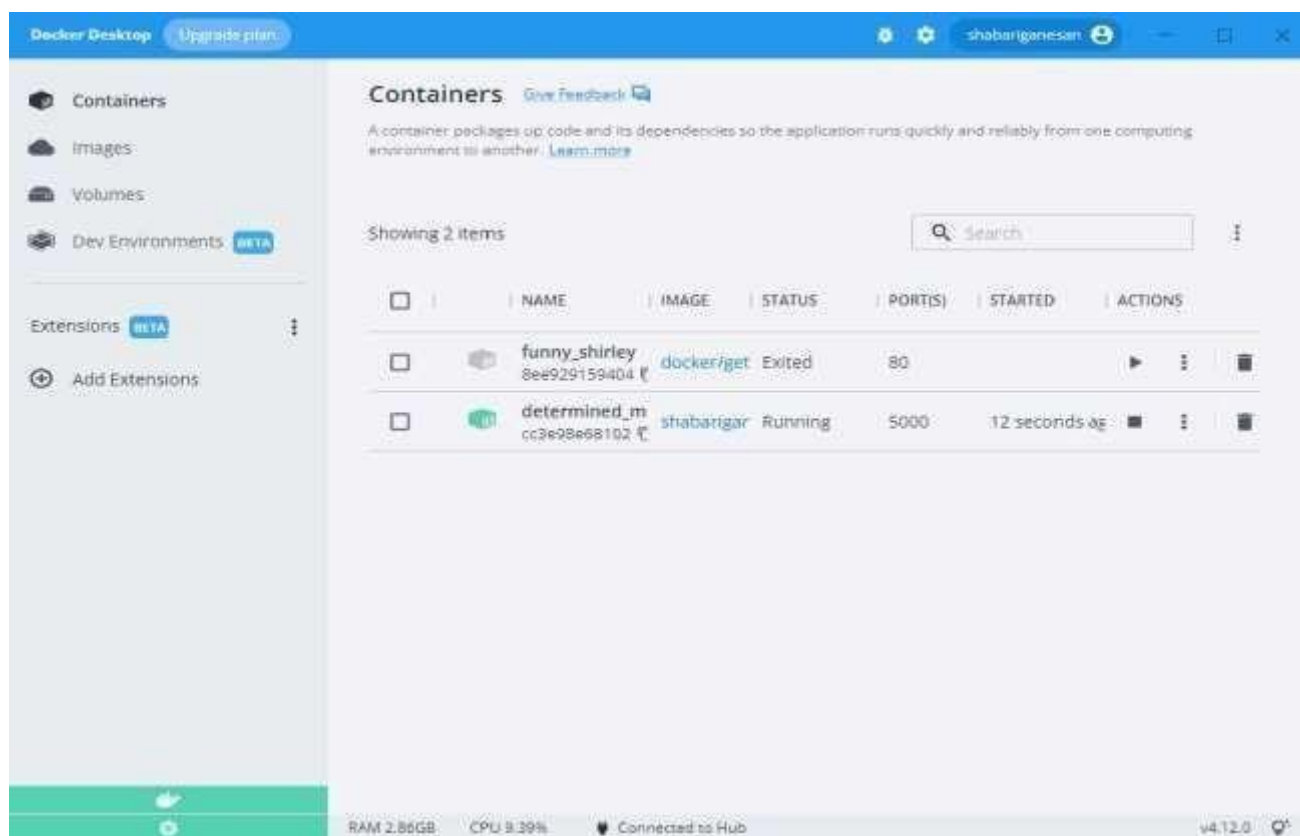 Docker Desktop Upgrade plan shabariganesan
Containers
Images
Volumes
Dev Environments BETA
Extensions BETA
Add Extensions
Containers Give Feedback
A container packages up code and its dependencies so the application runs quickly and reliably from one computing
environment to another. Learn more
Showing 2 items
Search
NAME IMAGE STATUS PORT(S) STARTED ACTIONS
funny_shirley docker/get Exited 80
8ee929159404
determined_m shabarigar Running 5000 12 seconds ag
cc3e98e68102
RAM 2.86GB CPU 9.39% Connected to Hub v4.12.0